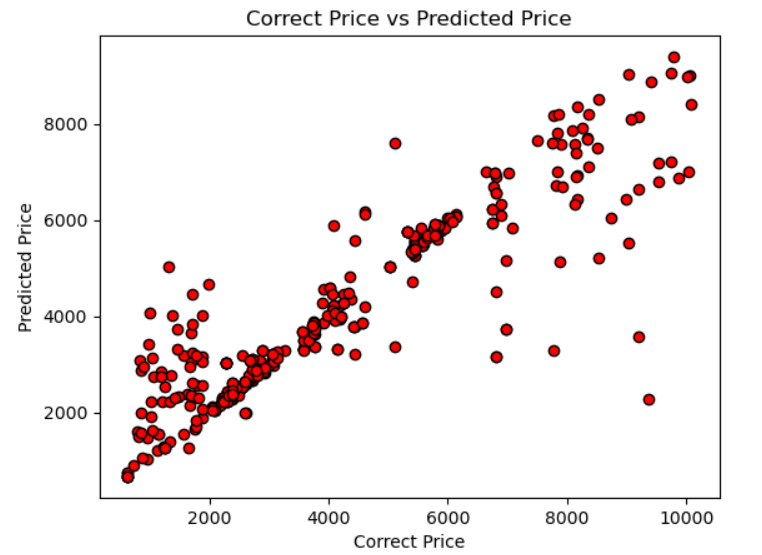 Correct Price vs Predicted Price
8000
6000
4000
2000
Predicted Price
2000 4000 6000 8000 10000
Correct Price